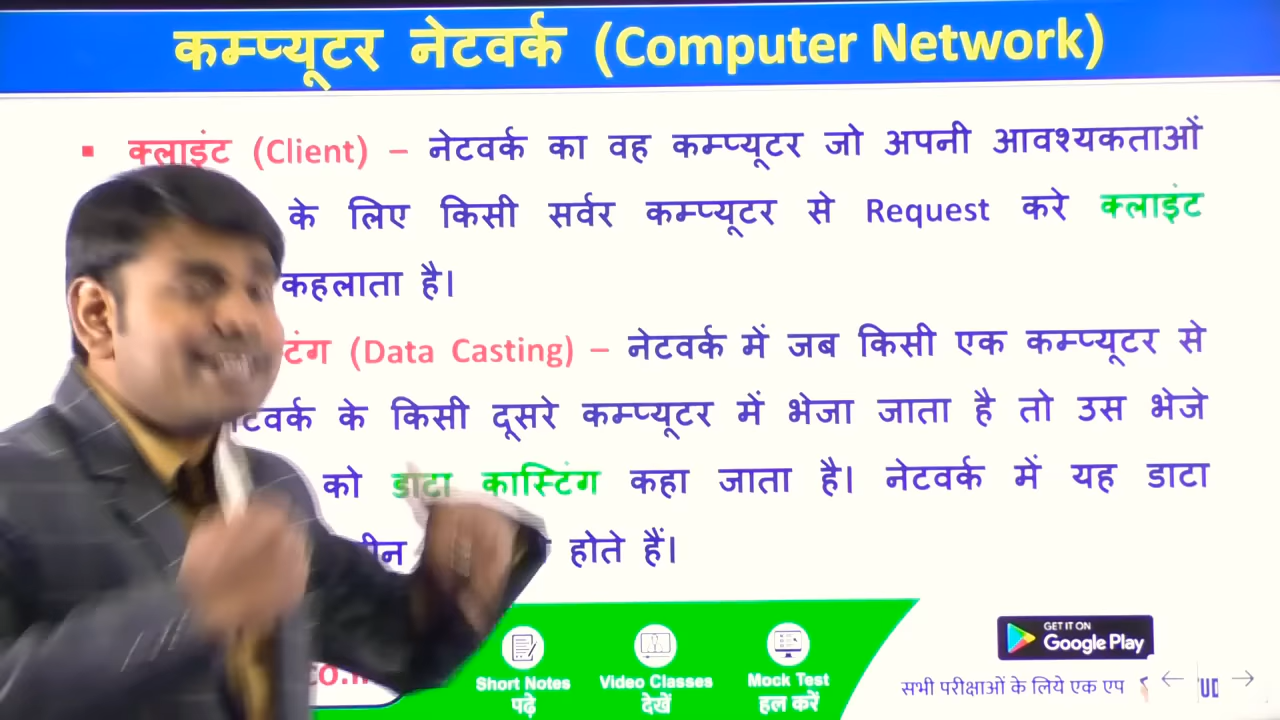 कम्प्यूटर नेटवर्क (Computer Network)
▪ क्लाइंट (Client) – नेटवर्क का वह कम्प्यूटर जो अपनी आवश्यकताओं
के लिए किसी सर्वर कम्प्यूटर से Request करे क्लाइंट
कहलाता है।
(Data Casting) – नेटवर्क में जब किसी एक कम्प्यूटर से
के किसी दूसरे कम्प्यूटर में भेजा जाता है तो उस भेजे
को डाटा कास्टिंग कहा जाता है। नेटवर्क में यह डाटा
होते हैं।
Short Notes
पढ़े
Video Classes
देखें
Mock Test
हल करें
GET IT ON
Google Play
सभी परीक्षाओं के लिये एक एप